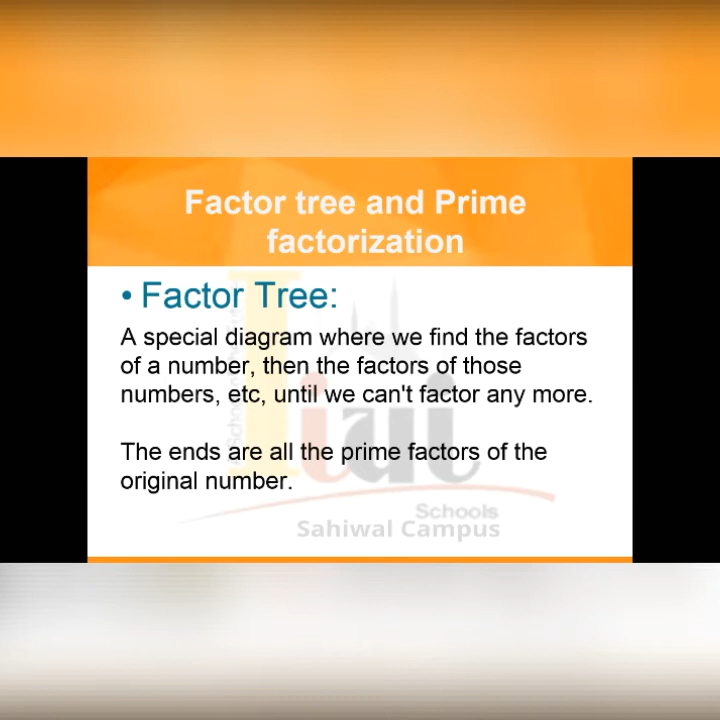 Factor tree and Prime
factorization
• Factor Tree:
A special diagram where we find the factors
of a number, then the factors of those
numbers, etc, until we can't factor any more.
The ends are all the prime factors of the
original number.
Schools
Sahiwal Campus